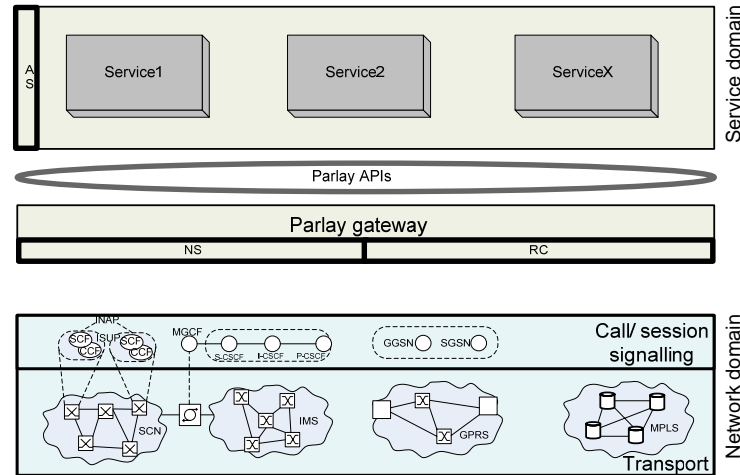 Service domain
A
S
Service1
Service2
ServiceX
Parlay APIs
Parlay gateway
NS
RC
INAP
SCF
CCF
ISUP
SCF
CCF
MGCF
S-CSCF
I-CSCF
P-CSCF
GGSN
SGSN
Call/ session
signalling
Network domain
SCN
IMS
GPRS
MPLS
Transport